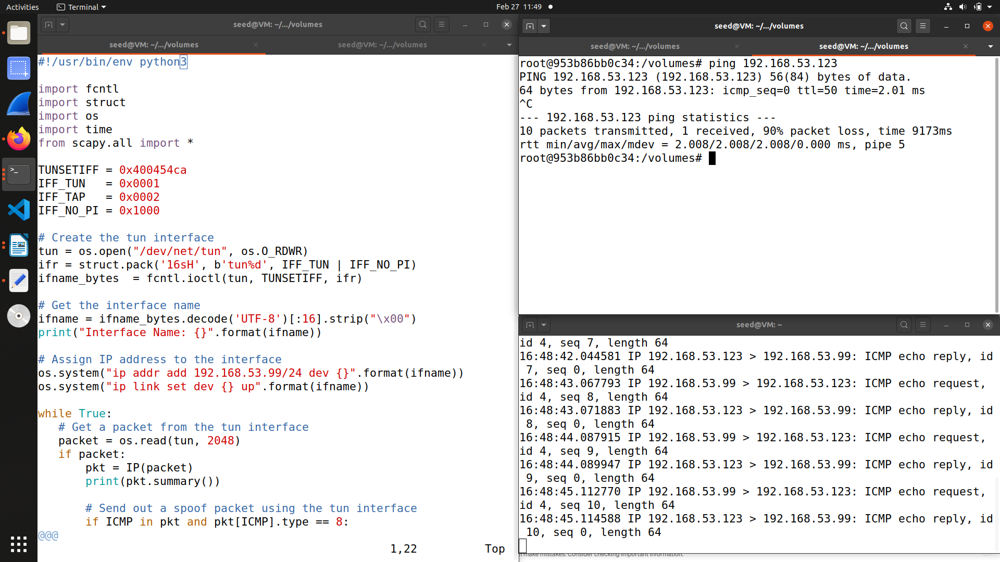 Activities
Terminal
Feb 27 11:49
seed@VM: ~/.../volumes
seed@VM: ~/.../volumes
seed@VM: ~/.../volumes
#!/usr/bin/env python3
import fcntl
import struct
import os
import time
from scapy.all import *
TUNSETIFF = 0x400454ca
IFF_TUN   = 0x0001
IFF_TAP   = 0x0002
IFF_NO_PI = 0x1000
# Create the tun interface
tun = os.open("/dev/net/tun", os.O_RDWR)
ifr = struct.pack('16sH', b'tun%d', IFF_TUN | IFF_NO_PI)
ifname_bytes  = fcntl.ioctl(tun, TUNSETIFF, ifr)
# Get the interface name
ifname = ifname_bytes.decode('UTF-8')[:16].strip("\x00")
print("Interface Name: {}".format(ifname))
# Assign IP address to the interface
os.system("ip addr add 192.168.53.99/24 dev {}".format(ifname))
os.system("ip link set dev {} up".format(ifname))
while True:
   # Get a packet from the tun interface
   packet = os.read(tun, 2048)
   if packet:
       pkt = IP(packet)
       print(pkt.summary())
       # Send out a spoof packet using the tun interface
       if ICMP in pkt and pkt[ICMP].type == 8:
@@@
1,22
Top
seed@VM: ~/.../volumes
seed@VM: ~/.../volumes
seed@VM: ~/.../volumes
root@953b86bb0c34:/volumes# ping 192.168.53.123
PING 192.168.53.123 (192.168.53.123) 56(84) bytes of data.
64 bytes from 192.168.53.123: icmp_seq=0 ttl=50 time=2.01 ms
^C
--- 192.168.53.123 ping statistics ---
10 packets transmitted, 1 received, 90% packet loss, time 9173ms
rtt min/avg/max/mdev = 2.008/2.008/2.008/0.000 ms, pipe 5
root@953b86bb0c34:/volumes#
seed@VM: ~
id 4, seq 7, length 64
16:48:42.044581 IP 192.168.53.123 > 192.168.53.99: ICMP echo reply, id
 7, seq 0, length 64
16:48:43.067793 IP 192.168.53.99 > 192.168.53.123: ICMP echo request,
id 4, seq 8, length 64
16:48:43.071883 IP 192.168.53.123 > 192.168.53.99: ICMP echo reply, id
 8, seq 0, length 64
16:48:44.087915 IP 192.168.53.99 > 192.168.53.123: ICMP echo request,
id 4, seq 9, length 64
16:48:44.089947 IP 192.168.53.123 > 192.168.53.99: ICMP echo reply, id
 9, seq 0, length 64
16:48:45.112770 IP 192.168.53.99 > 192.168.53.123: ICMP echo request,
id 4, seq 10, length 64
16:48:45.114588 IP 192.168.53.123 > 192.168.53.99: ICMP echo reply, id
 10, seq 0, length 64
make mistakes. Consider checking important information.